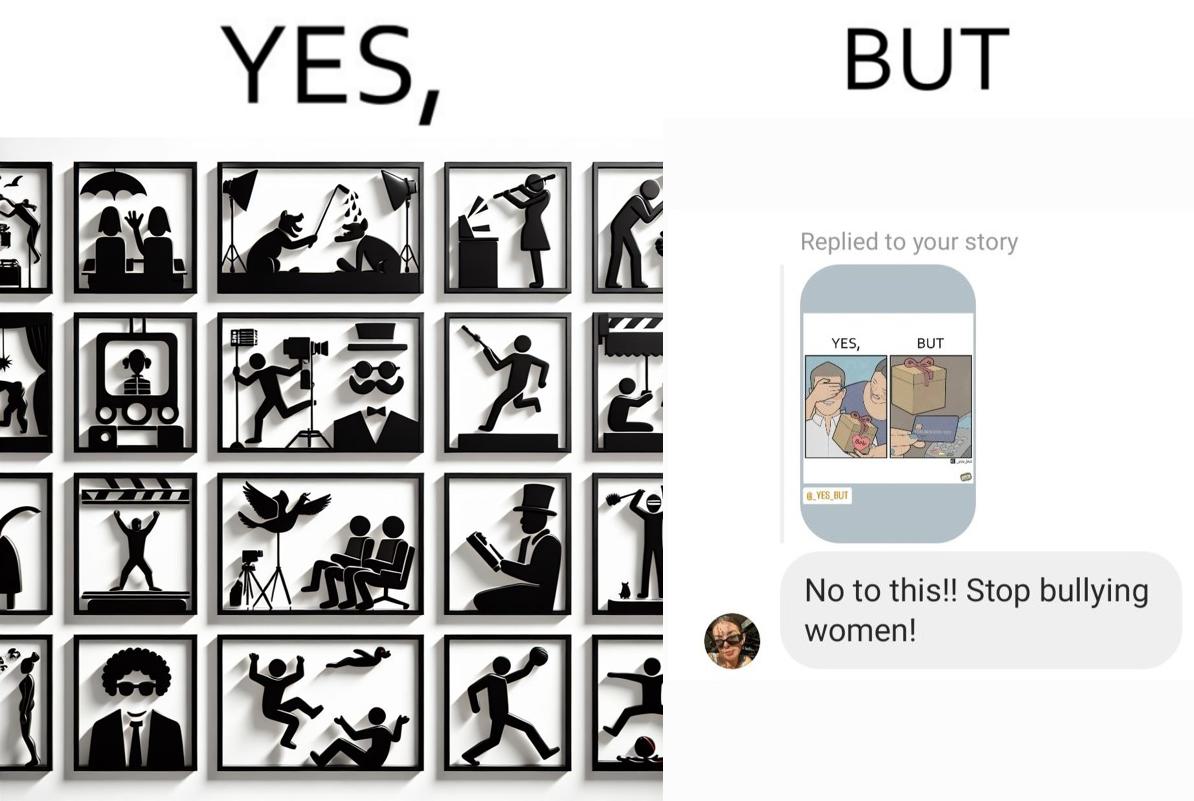 YES,
BUT
Replied to your story
YES,
BUT
@_YES_BUT
No to this!! Stop bullying
women!